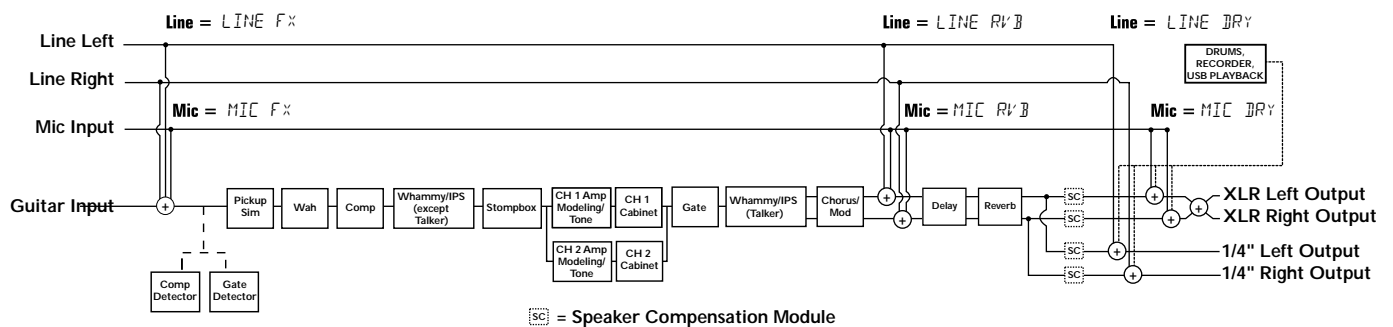 Line = LINE FX
Line = LINE RVB
Line = LINE DRY
Line Left
DRUMS,
RECORDER,
USB PLAYBACK
Line Right
Mic = MIC FX
Mic = MIC RVB
Mic = MIC DRY
Mic Input
Guitar Input
Pickup
Sim
Wah
Comp
Whammy/IPS
(except
Talker)
Stompbox
CH 1 Amp
Modeling/
Tone
CH 1
Cabinet
CH 2 Amp
Modeling/
Tone
CH 2
Cabinet
Gate
Whammy/IPS
(Talker)
Chorus/
Mod
Delay
Reverb
SC
SC
SC
SC
XLR Left Output
XLR Right Output
1/4" Left Output
1/4" Right Output
Comp
Detector
Gate
Detector
SC = Speaker Compensation Module